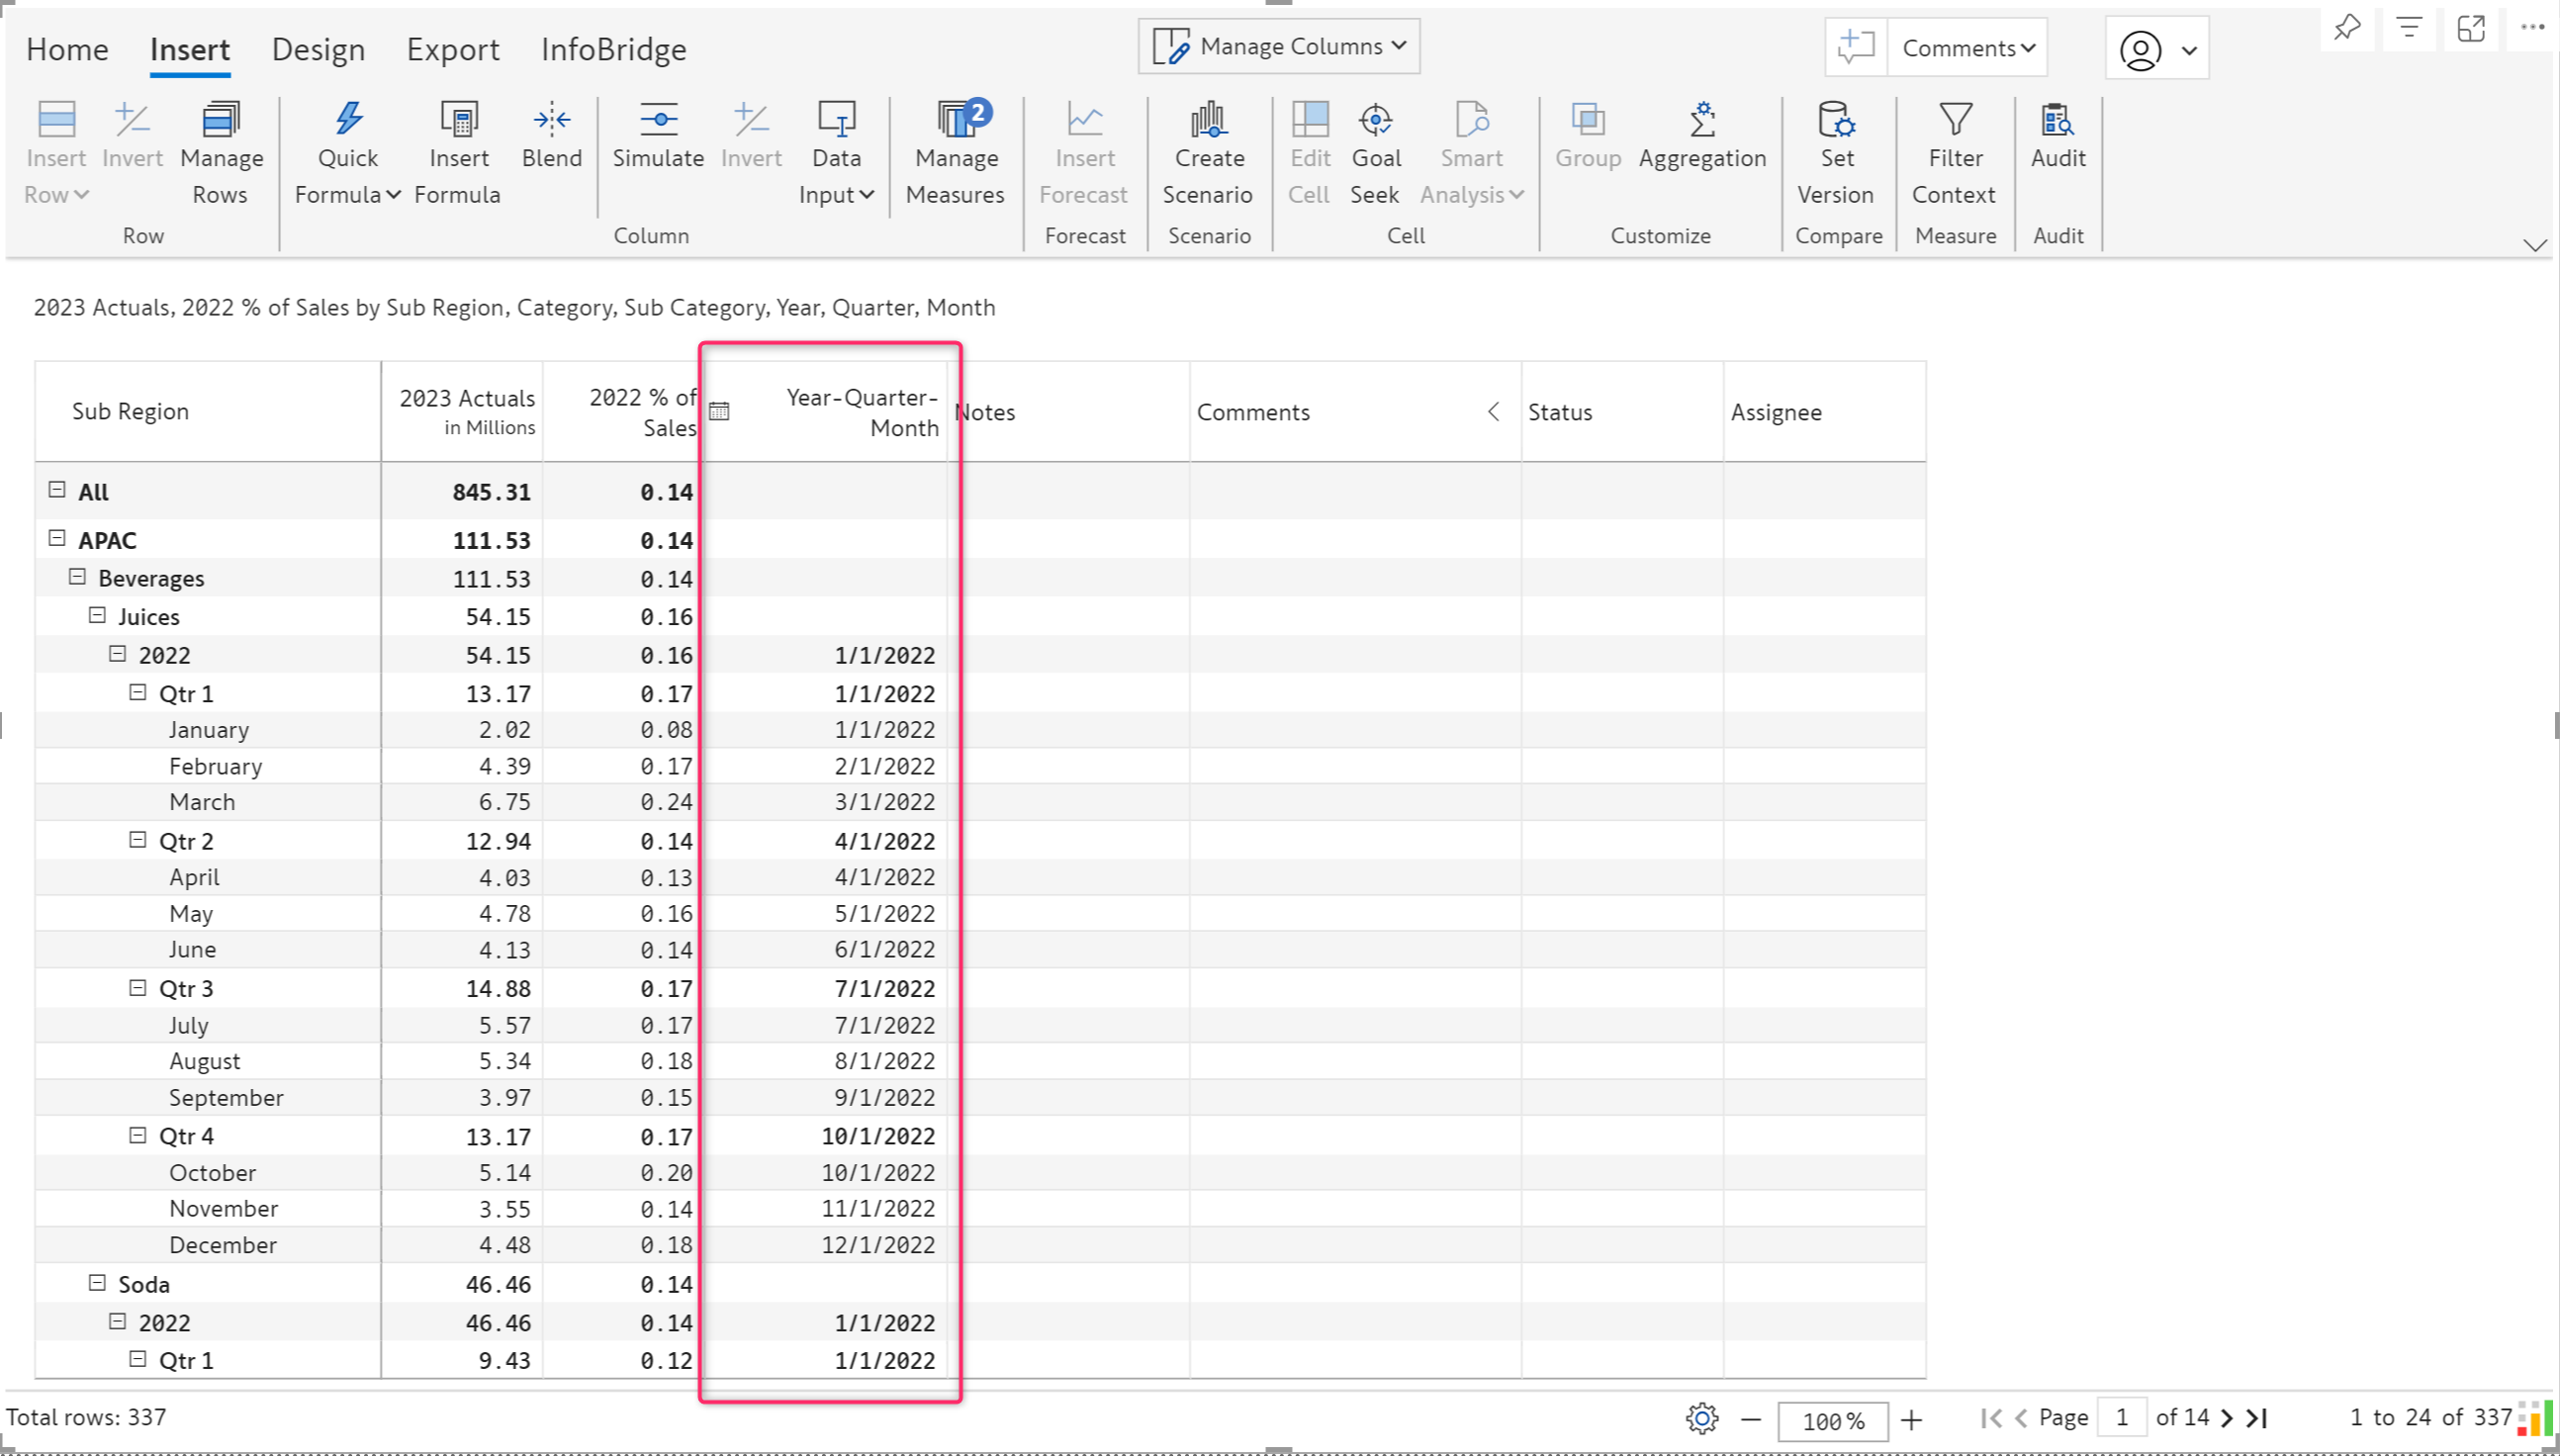 Home Insert Design Export InfoBridge Manage Columns Comments
2
Insert Row Invert Manage Rows Quick Formula Insert Formula Blend Simulate Invert Data Input Manage Measures Insert Forecast Create Scenario Edit Cell Goal Seek Smart Analysis Group Aggregation Set Version Filter Context Audit
Row Column Forecast Scenario Cell Customize Compare Measure Audit
2023 Actuals, 2022 % of Sales by Sub Region, Category, Sub Category, Year, Quarter, Month
Sub Region 2023 Actuals in Millions 2022 % of Sales Year-Quarter-Month Notes Comments Status Assignee
All 845.31 0.14
APAC 111.53 0.14
Beverages 111.53 0.14
Juices 54.15 0.16
2022 54.15 0.16 1/1/2022
Qtr 1 13.17 0.17 1/1/2022
January 2.02 0.08 1/1/2022
February 4.39 0.17 2/1/2022
March 6.75 0.24 3/1/2022
Qtr 2 12.94 0.14 4/1/2022
April 4.03 0.13 4/1/2022
May 4.78 0.16 5/1/2022
June 4.13 0.14 6/1/2022
Qtr 3 14.88 0.17 7/1/2022
July 5.57 0.17 7/1/2022
August 5.34 0.18 8/1/2022
September 3.97 0.15 9/1/2022
Qtr 4 13.17 0.17 10/1/2022
October 5.14 0.20 10/1/2022
November 3.55 0.14 11/1/2022
December 4.48 0.18 12/1/2022
Soda 46.46 0.14
2022 46.46 0.14 1/1/2022
Qtr 1 9.43 0.12 1/1/2022
Total rows: 337 100% Page 1 of 14 1 to 24 of 337